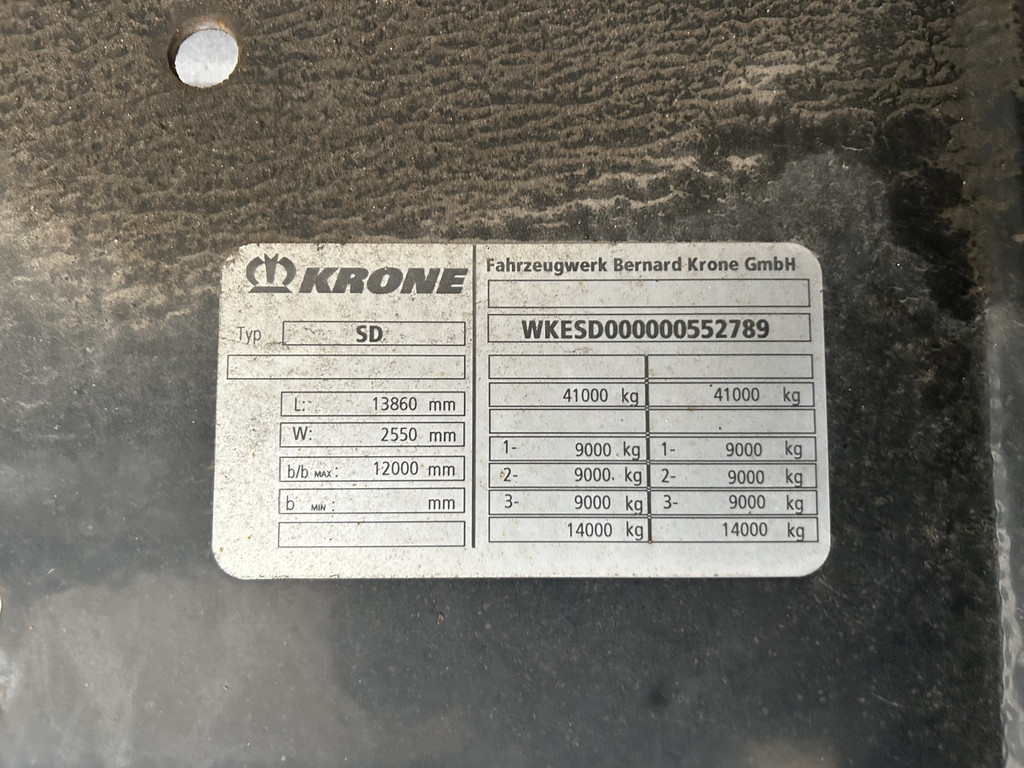 KRONE
Typ SD
L: 13860 mm
W: 2550 mm
b/b MAX: 12000 mm
b MIN: mm
Fahrzeugwerk Bernard Krone GmbH
WKESD000000552789
41000 kg 41000 kg
1- 9000 kg 1- 9000 kg
2- 9000 kg 2- 9000 kg
3- 9000 kg 3- 9000 kg
14000 kg 14000 kg